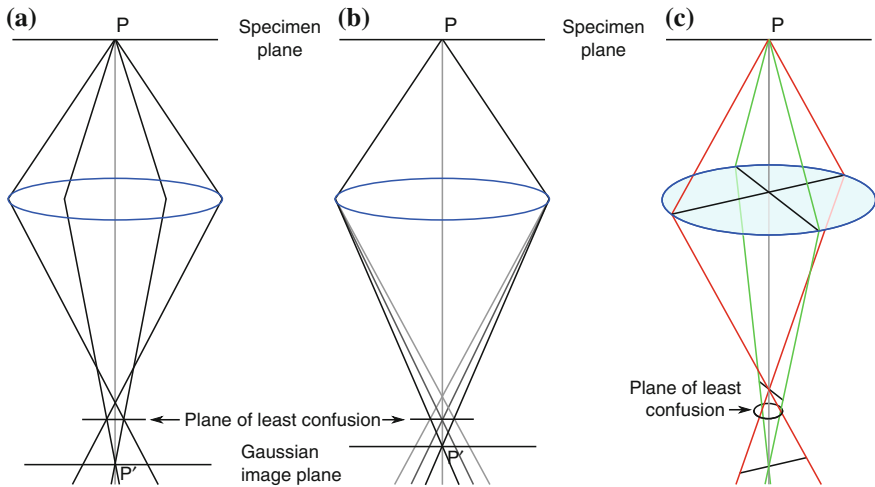 (a)
P
Specimen
plane
(b)
P
Specimen
plane
(c)
P
Plane of least confusion
Plane of least
confusion
Gaussian
image plane
P′
P′